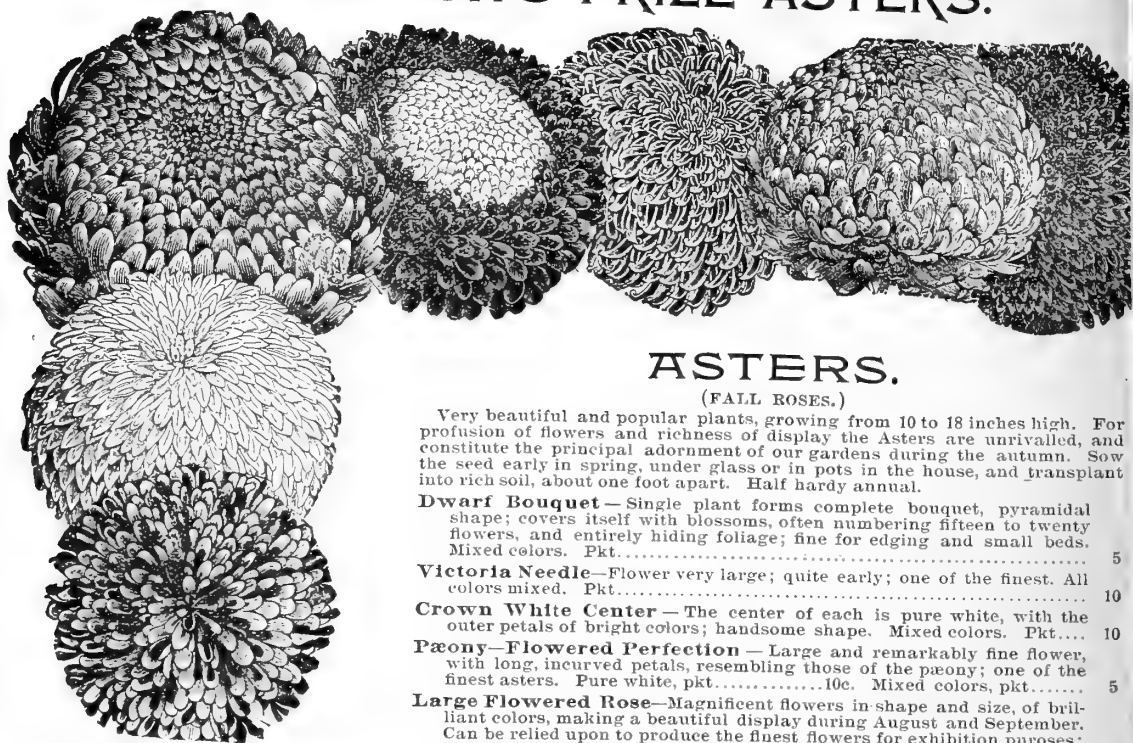 PRIZE ASTERS.
ASTERS.
(FALL ROSES.)
Very beautiful and popular plants, growing from 10 to 18 inches high. For
profusion of flowers and richness of display the Asters are unrivalled, and
constitute the principal adornment of our gardens during the autumn. Sow
the seed early in spring, under glass or in pots in the house, and transplant
into rich soil, about one foot apart. Half hardy annual.
Dwarf Bouquet — Single plant forms complete bouquet, pyramidal
shape; covers itself with blossoms, often numbering fifteen to twenty
flowers, and entirely hiding foliage; fine for edging and small beds.
Mixed colors. Pkt. 5
Victoria Needle—Flower very large; quite early; one of the finest. All
colors mixed. Pkt. 10
Crown White Center — The center of each is pure white, with the
outer petals of bright colors; handsome shape. Mixed colors. Pkt.... 10
Pæony—Flowered Perfection — Large and remarkably fine flower,
with long, incurved petals, resembling those of the pæony; one of the
finest asters. Pure white, pkt............10c. Mixed colors, pkt....... 5
Large Flowered Rose—Magnificent flowers in shape and size, of bril-
liant colors, making a beautiful display during August and September.
Can be relied upon to produce the finest flowers for exhibition puroses;